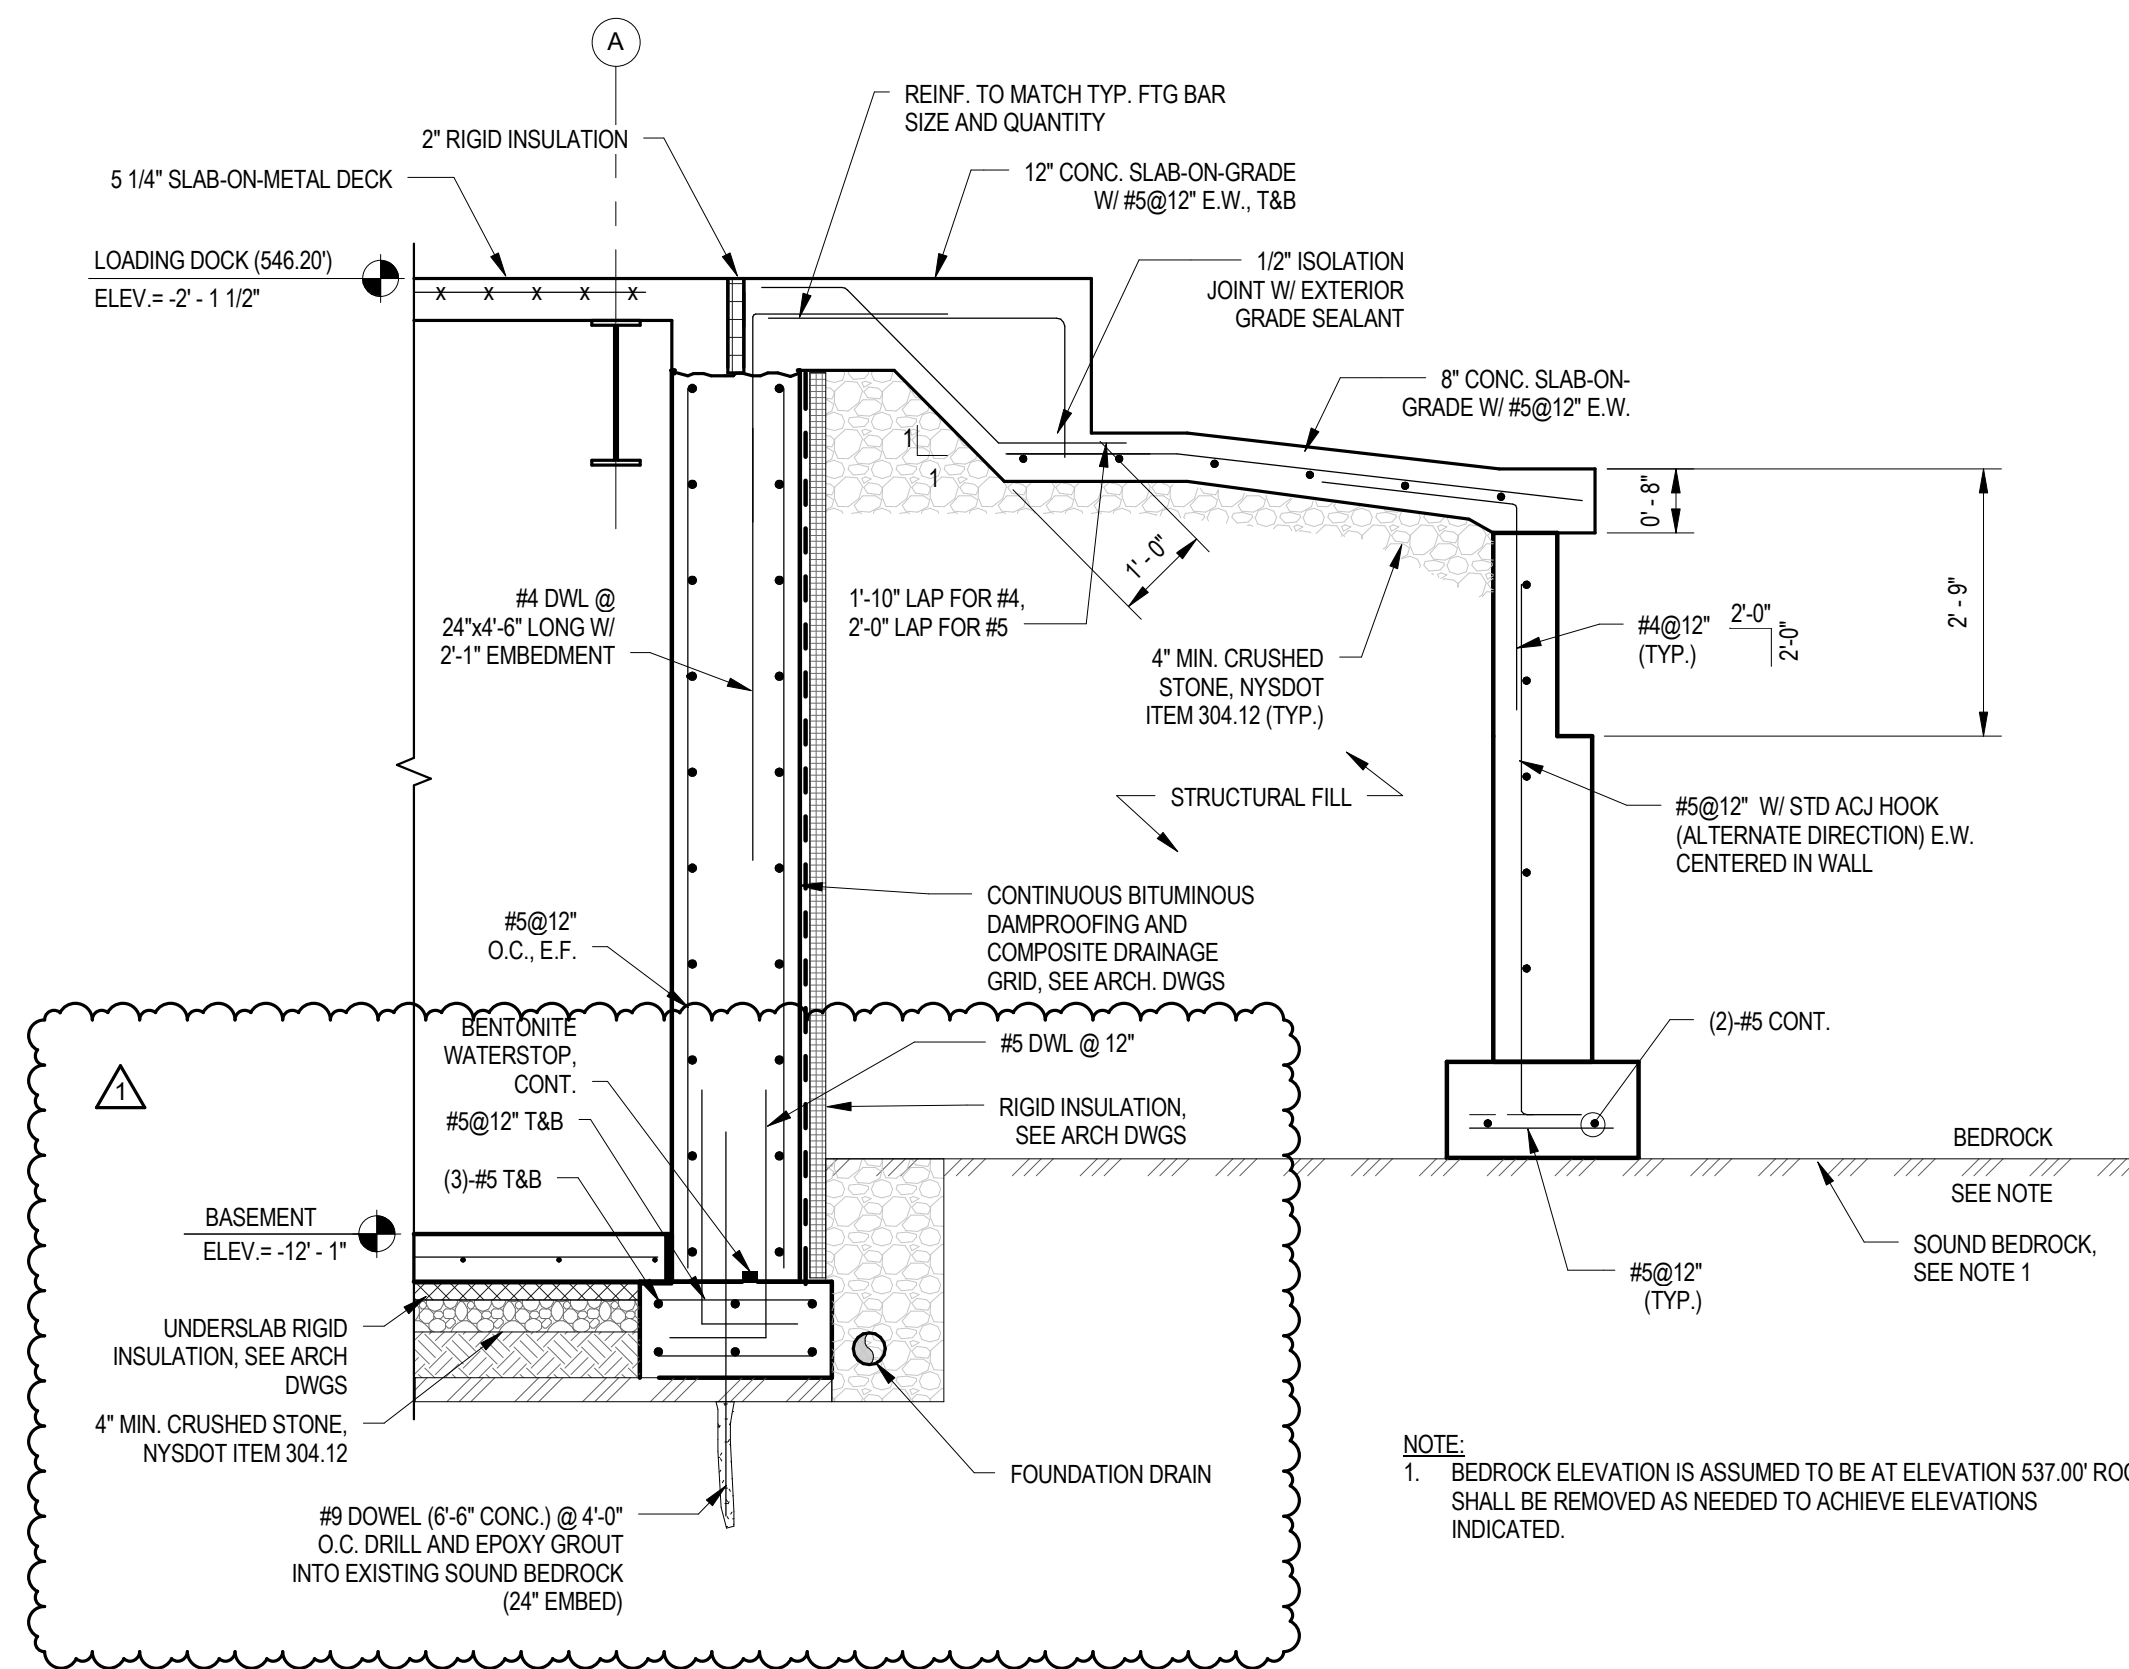 A
REINF. TO MATCH TYP. FTG BAR
SIZE AND QUANTITY
2" RIGID INSULATION
5 1/4" SLAB-ON-METAL DECK
12" CONC. SLAB-ON-GRADE
W/ #5@12" E.W., T&B
LOADING DOCK (546.20')
ELEV.= -2' - 1 1/2"
1/2" ISOLATION
JOINT W/ EXTERIOR
GRADE SEALANT
X X X X X
8" CONC. SLAB-ON-
GRADE W/ #5@12" E.W.
1
1
0' - 8"
1' - 0"
2' - 9"
#4 DWL @
24"x4'-6" LONG W/
2'-1" EMBEDMENT
1'-10" LAP FOR #4,
2'-0" LAP FOR #5
#4@12"
(TYP.)
2'-0"
2'-0"
4" MIN. CRUSHED
STONE, NYSDOT
ITEM 304.12 (TYP.)
STRUCTURAL FILL
#5@12" W/ STD ACJ HOOK
(ALTERNATE DIRECTION) E.W.
CENTERED IN WALL
CONTINUOUS BITUMINOUS
DAMPROOFING AND
COMPOSITE DRAINAGE
GRID, SEE ARCH. DWGS
#5@12"
O.C., E.F.
BENTONITE
WATERSTOP,
CONT.
#5 DWL @ 12"
(2)-#5 CONT.
1
#5@12" T&B
RIGID INSULATION,
SEE ARCH DWGS
(3)-#5 T&B
BEDROCK
SEE NOTE
BASEMENT
ELEV.= -12' - 1"
SOUND BEDROCK,
SEE NOTE 1
#5@12"
(TYP.)
UNDERSLAB RIGID
INSULATION, SEE ARCH
DWGS
4" MIN. CRUSHED STONE,
NYSDOT ITEM 304.12
FOUNDATION DRAIN
#9 DOWEL (6'-6" CONC.) @ 4'-0"
O.C. DRILL AND EPOXY GROUT
INTO EXISTING SOUND BEDROCK
(24" EMBED)
NOTE:
1. BEDROCK ELEVATION IS ASSUMED TO BE AT ELEVATION 537.00'
SHALL BE REMOVED AS NEEDED TO ACHIEVE ELEVATIONS
INDICATED.